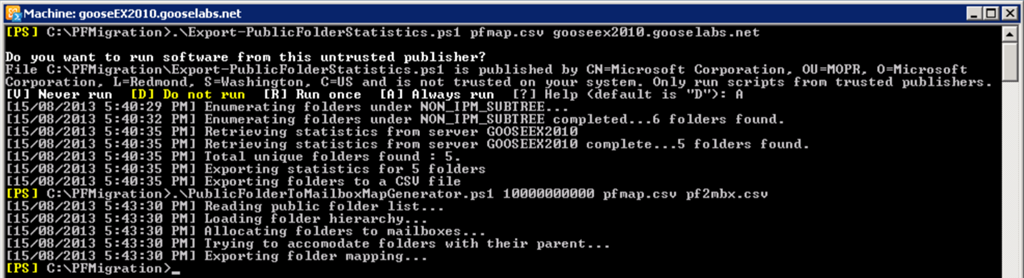 Machine: gooseEX2010.gooselabs.net
[PS] C:\PFMigration>.\Export-PublicFolderStatistics.ps1 pfmap.csv gooseex2010.gooselabs.net
Do you want to run software from this untrusted publisher?
File C:\PFMigration\Export-PublicFolderStatistics.ps1 is published by CN=Microsoft Corporation, OU=MOPR, O=Microsoft
Corporation, L=Redmond, S=Washington, C=US and is not trusted on your system. Only run scripts from trusted publishers.
[V] Never run  [D] Do not run  [R] Run once  [A] Always run  [?] Help (default is "D"): A
[15/08/2013 5:40:29 PM] Enumerating folders under NON_IPM_SUBTREE...
[15/08/2013 5:40:32 PM] Enumerating folders under NON_IPM_SUBTREE completed...6 folders found.
[15/08/2013 5:40:35 PM] Retrieving statistics from server GOOSEEX2010
[15/08/2013 5:40:35 PM] Retrieving statistics from server GOOSEEX2010 complete...5 folders found.
[15/08/2013 5:40:35 PM] Total unique folders found : 5.
[15/08/2013 5:40:35 PM] Exporting statistics for 5 folders
[15/08/2013 5:40:35 PM] Exporting folders to a CSV file
[PS] C:\PFMigration>.\PublicFolderToMailboxMapGenerator.ps1 10000000000 pfmap.csv pf2mbx.csv
[15/08/2013 5:43:30 PM] Reading public folder list...
[15/08/2013 5:43:30 PM] Loading folder hierarchy...
[15/08/2013 5:43:30 PM] Allocating folders to mailboxes...
[15/08/2013 5:43:30 PM] Trying to accomodate folders with their parent...
[15/08/2013 5:43:30 PM] Exporting folder mapping...
[PS] C:\PFMigration>_